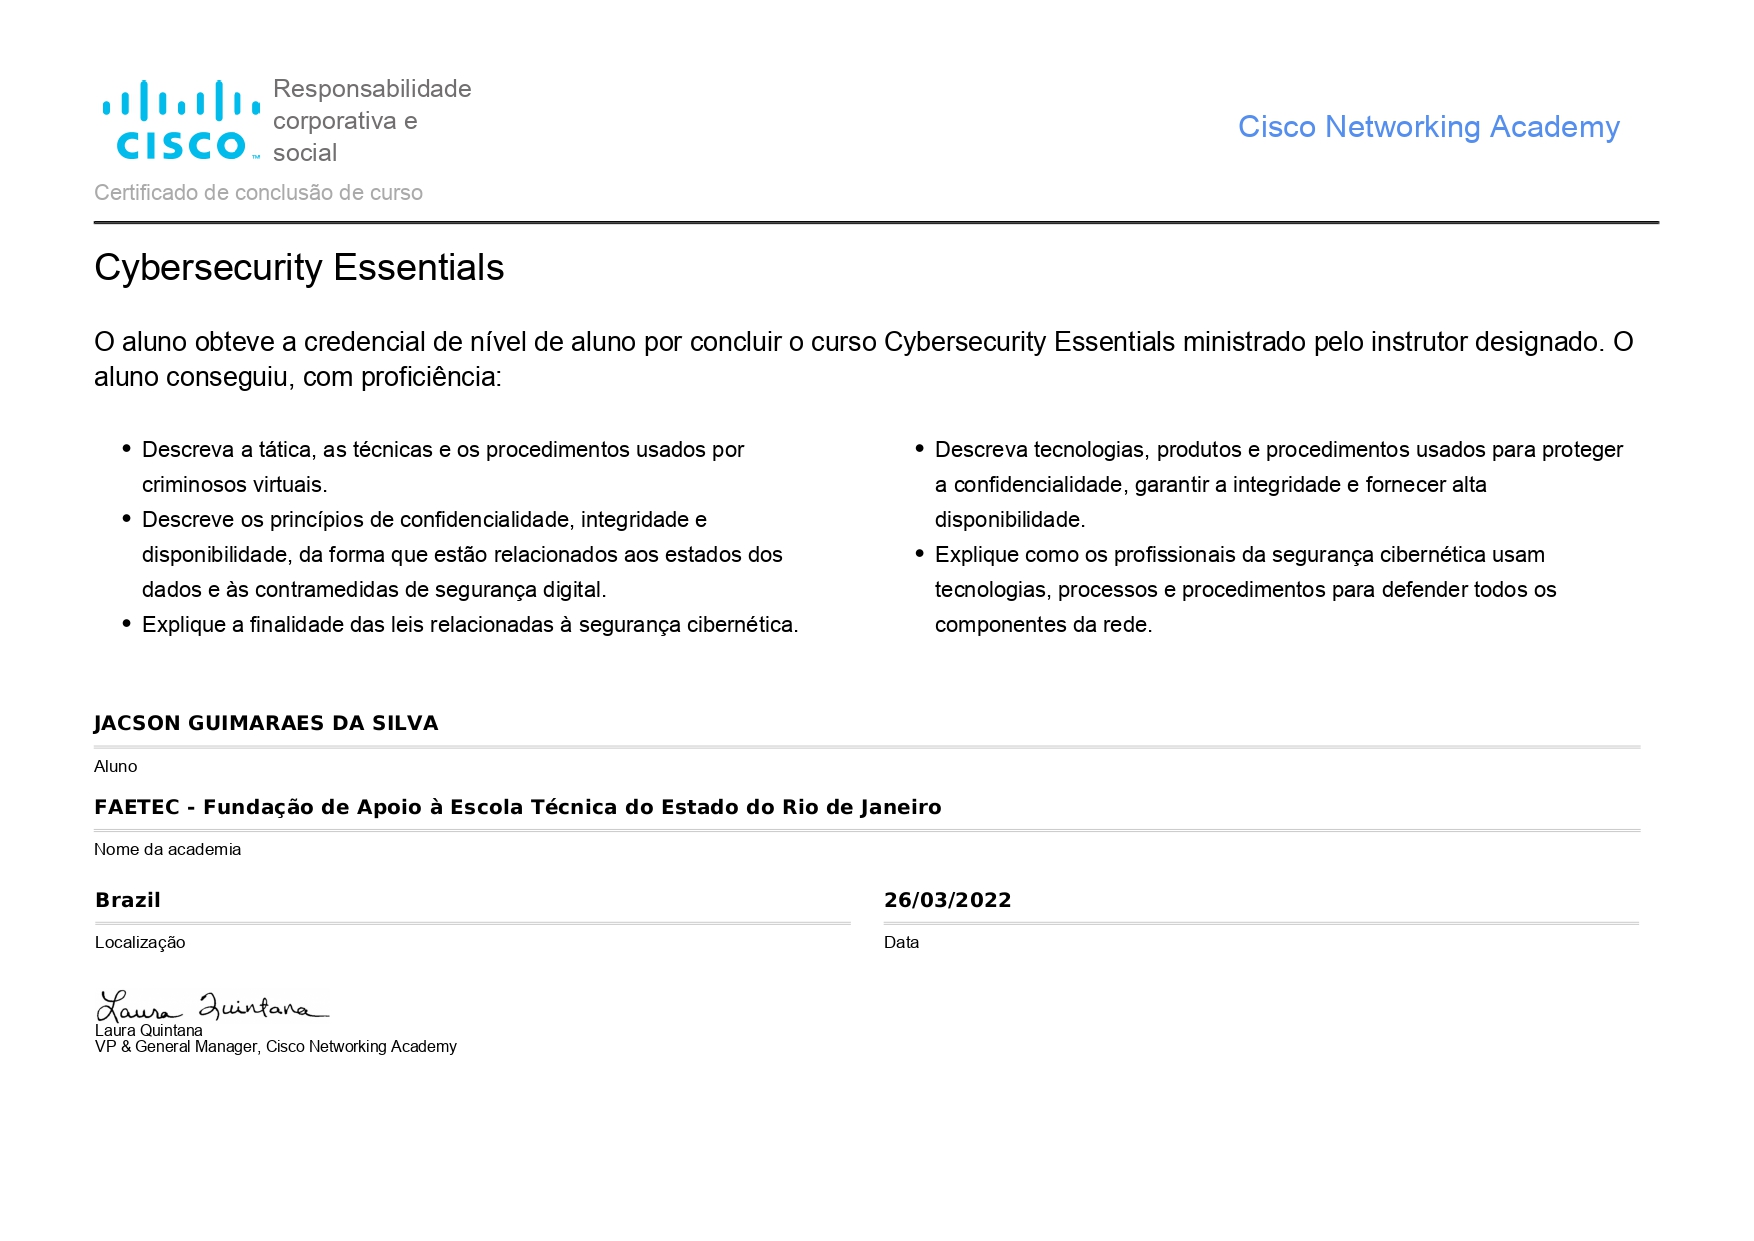 CISCO™
Responsabilidade
corporativa e
social
Cisco Networking Academy
Certificado de conclusão de curso
Cybersecurity Essentials
O aluno obteve a credencial de nível de aluno por concluir o curso Cybersecurity Essentials ministrado pelo instrutor designado. O
aluno conseguiu, com proficiência:
• Descreva a tática, as técnicas e os procedimentos usados por
criminosos virtuais.
• Descreve os princípios de confidencialidade, integridade e
disponibilidade, da forma que estão relacionados aos estados dos
dados e às contramedidas de segurança digital.
• Explique a finalidade das leis relacionadas à segurança cibernética.
• Descreva tecnologias, produtos e procedimentos usados para proteger
a confidencialidade, garantir a integridade e fornecer alta
disponibilidade.
• Explique como os profissionais da segurança cibernética usam
tecnologias, processos e procedimentos para defender todos os
componentes da rede.
JACSON GUIMARAES DA SILVA
Aluno
FAETEC - Fundação de Apoio à Escola Técnica do Estado do Rio de Janeiro
Nome da academia
Brazil
Localização
26/03/2022
Data
Laura Quintana
Laura Quintana
VP & General Manager, Cisco Networking Academy